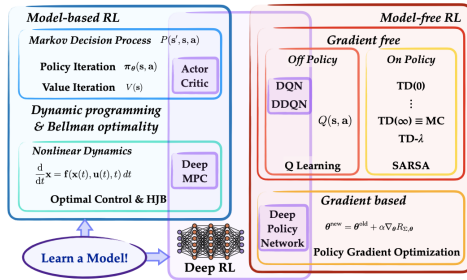 Model-based RL
Markov Decision Process P(s′, s, a)
Policy Iteration π_θ(s, a)
Value Iteration V(s)
Actor
Critic
Dynamic programming
& Bellman optimality
Nonlinear Dynamics
d/dt x = f(x(t), u(t), t) dt
Optimal Control & HJB
Deep
MPC
Learn a Model!
Deep RL
Model-free RL
Gradient free
Off Policy
DQN
DDQN
Q(s, a)
Q Learning
On Policy
TD(0)
⋮
TD(∞) ≡ MC
TD-λ
SARSA
Gradient based
Deep
Policy
Network
θ^new = θ^old + α∇_θ R_Σ,θ
Policy Gradient Optimization